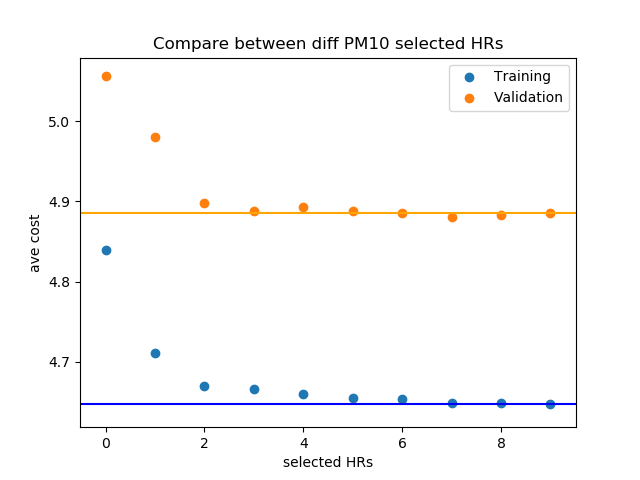 Compare between diff PM10 selected HRs
Training
Validation
5.0
4.9
4.8
4.7
ave cost
0 2 4 6 8
selected HRs